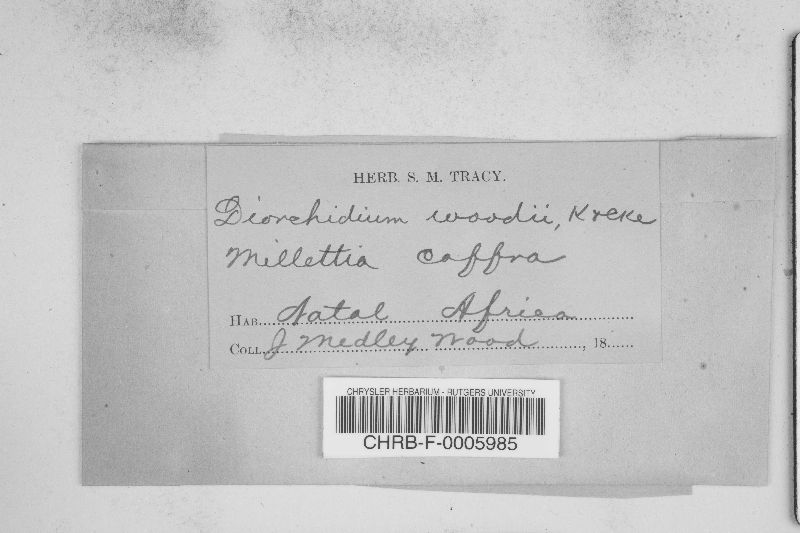 HERB. S. M. TRACY.
Diorchidium woodii, K & Cke
Millettia caffra
HAB. Natal Africa
COLL. J Medley Wood, 18
CHRYSLER HERBARIUM - RUTGERS UNIVERSITY
CHRB-F-0005985